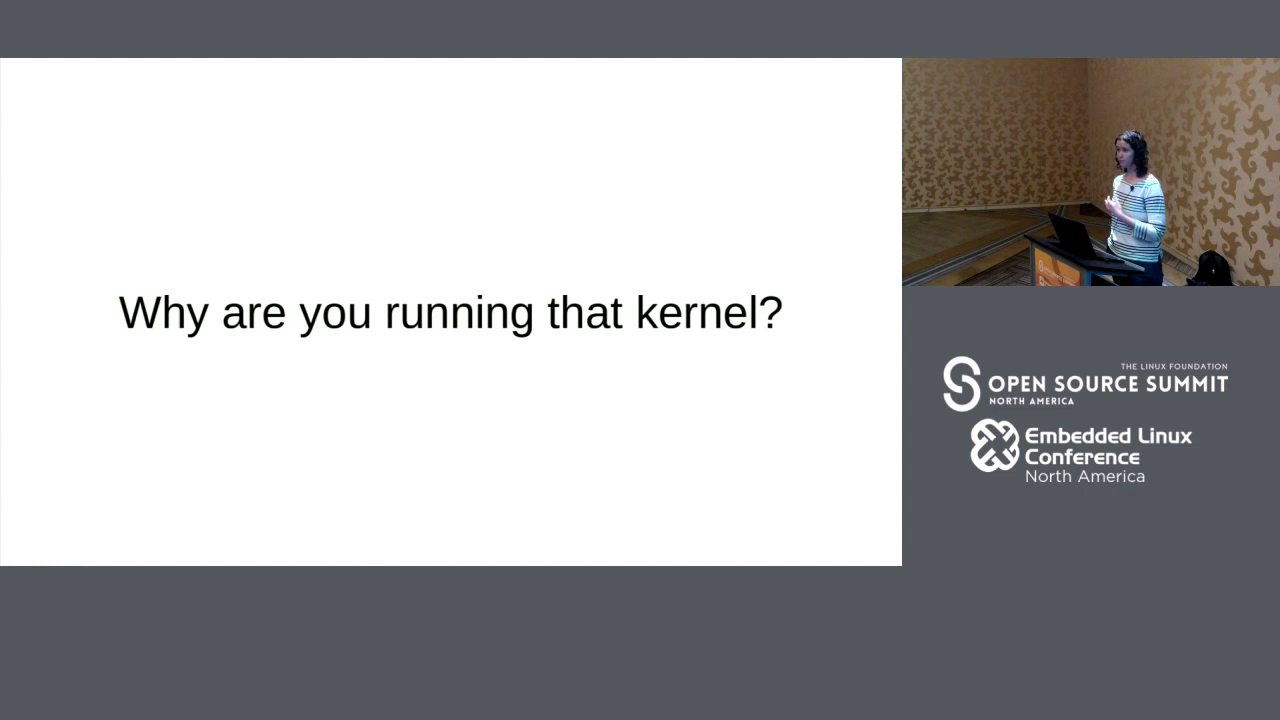 Why are you running that kernel?
THE LINUX FOUNDATION
OPEN SOURCE SUMMIT
NORTH AMERICA
Embedded Linux
Conference
North America